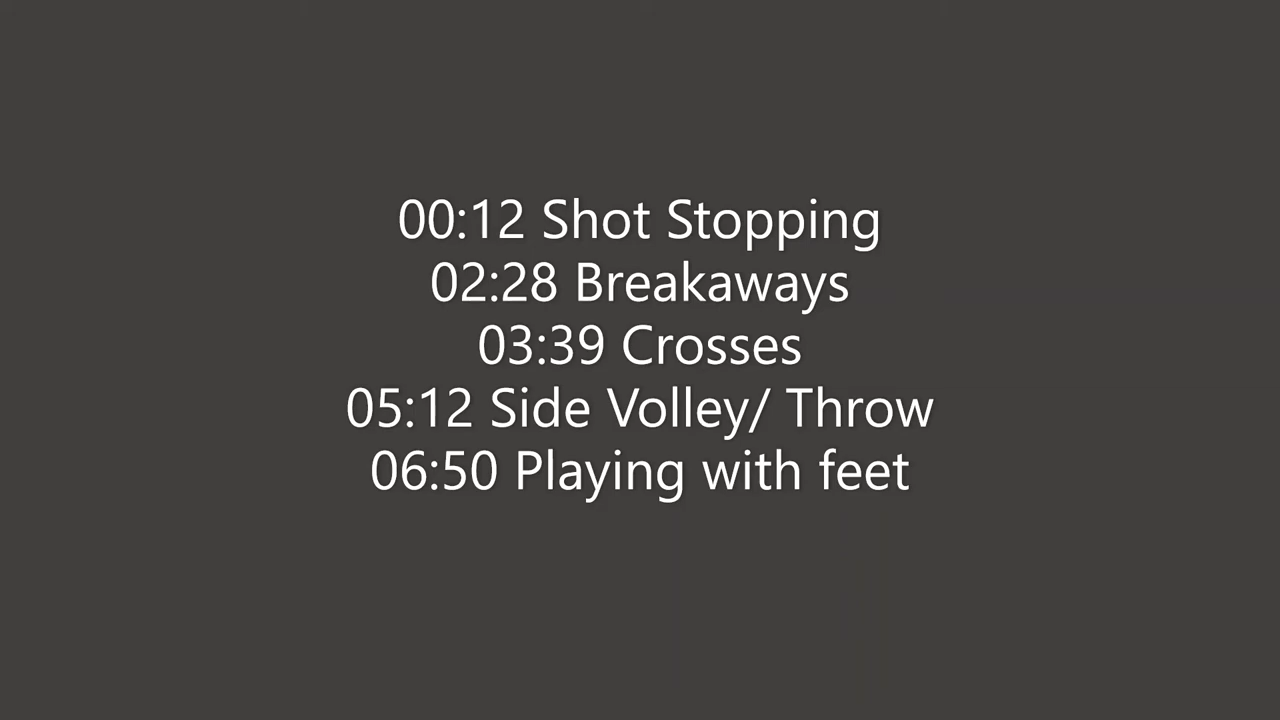 00:12 Shot Stopping
02:28 Breakaways
03:39 Crosses
05:12 Side Volley/ Throw
06:50 Playing with feet